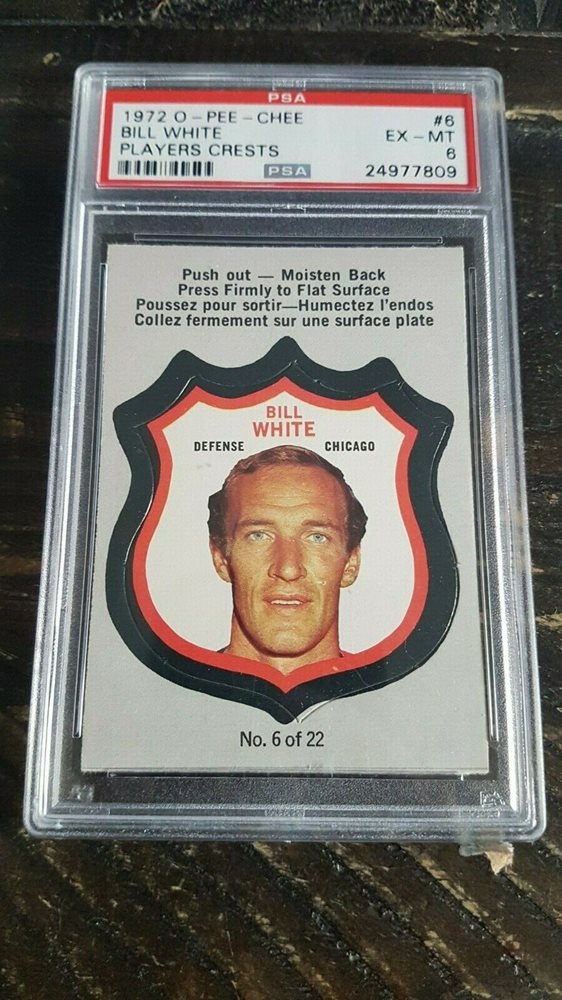 PSA
1972 O-PEE-CHEE #6
BILL WHITE EX-MT
PLAYERS CRESTS 6
PSA 24977809
Push out — Moisten Back
Press Firmly to Flat Surface
Poussez pour sortir—Humectez l'endos
Collez fermement sur une surface plate
BILL
WHITE
DEFENSE CHICAGO
No. 6 of 22